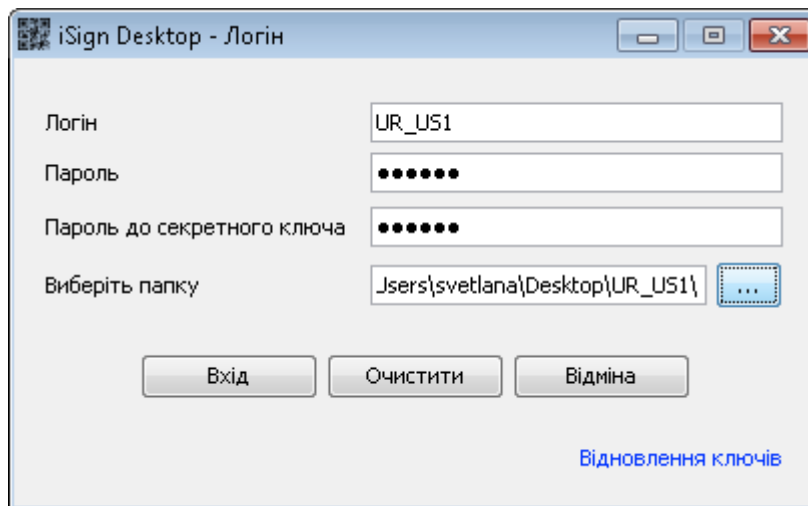 iSign Desktop - Логін
Логін UR_US1
Пароль ••••••
Пароль до секретного ключа ••••••
Виберіть папку Jsers\svetlana\Desktop\UR_US1\ ...
Вхід Очистити Відміна
Відновлення ключів